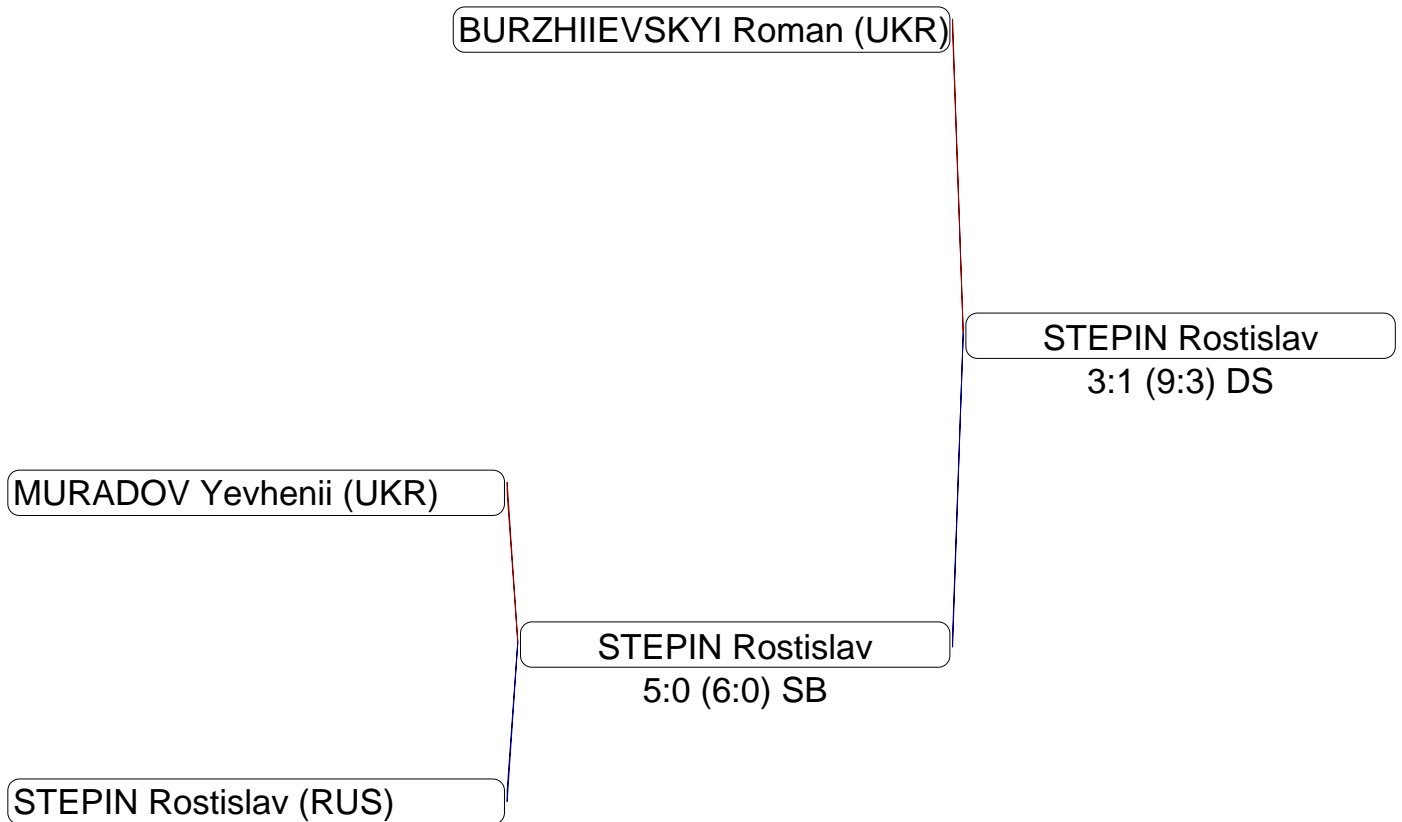 BURZHIIEVSKYI Roman (UKR)
STEPIN Rostislav
3:1 (9:3) DS
MURADOV Yevhenii (UKR)
STEPIN Rostislav
5:0 (6:0) SB
STEPIN Rostislav (RUS)